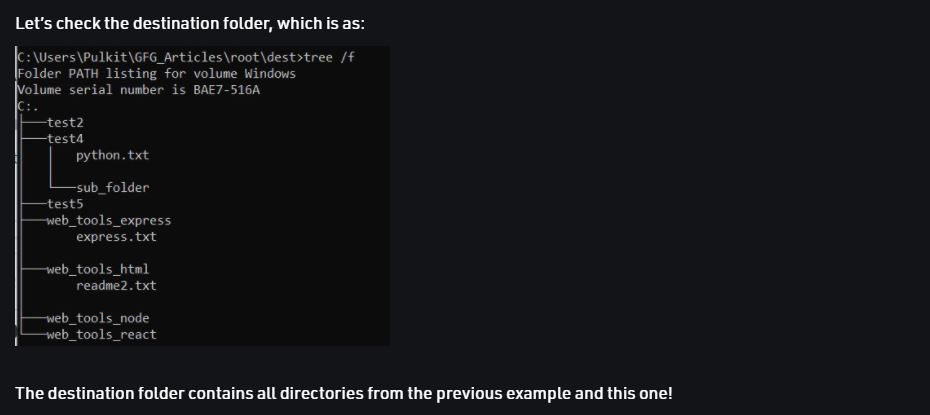 Let's check the destination folder, which is as:
C:\Users\Pulkit\GFG_Articles\root\dest>tree /f
Folder PATH listing for volume Windows
Volume serial number is BAE7-516A
C:.
├───test2
├───test4
│   │   python.txt
│   │
│   └───sub_folder
├───test5
├───web_tools_express
│       express.txt
│
├───web_tools_html
│       readme2.txt
│
├───web_tools_node
└───web_tools_react
The destination folder contains all directories from the previous example and this one!